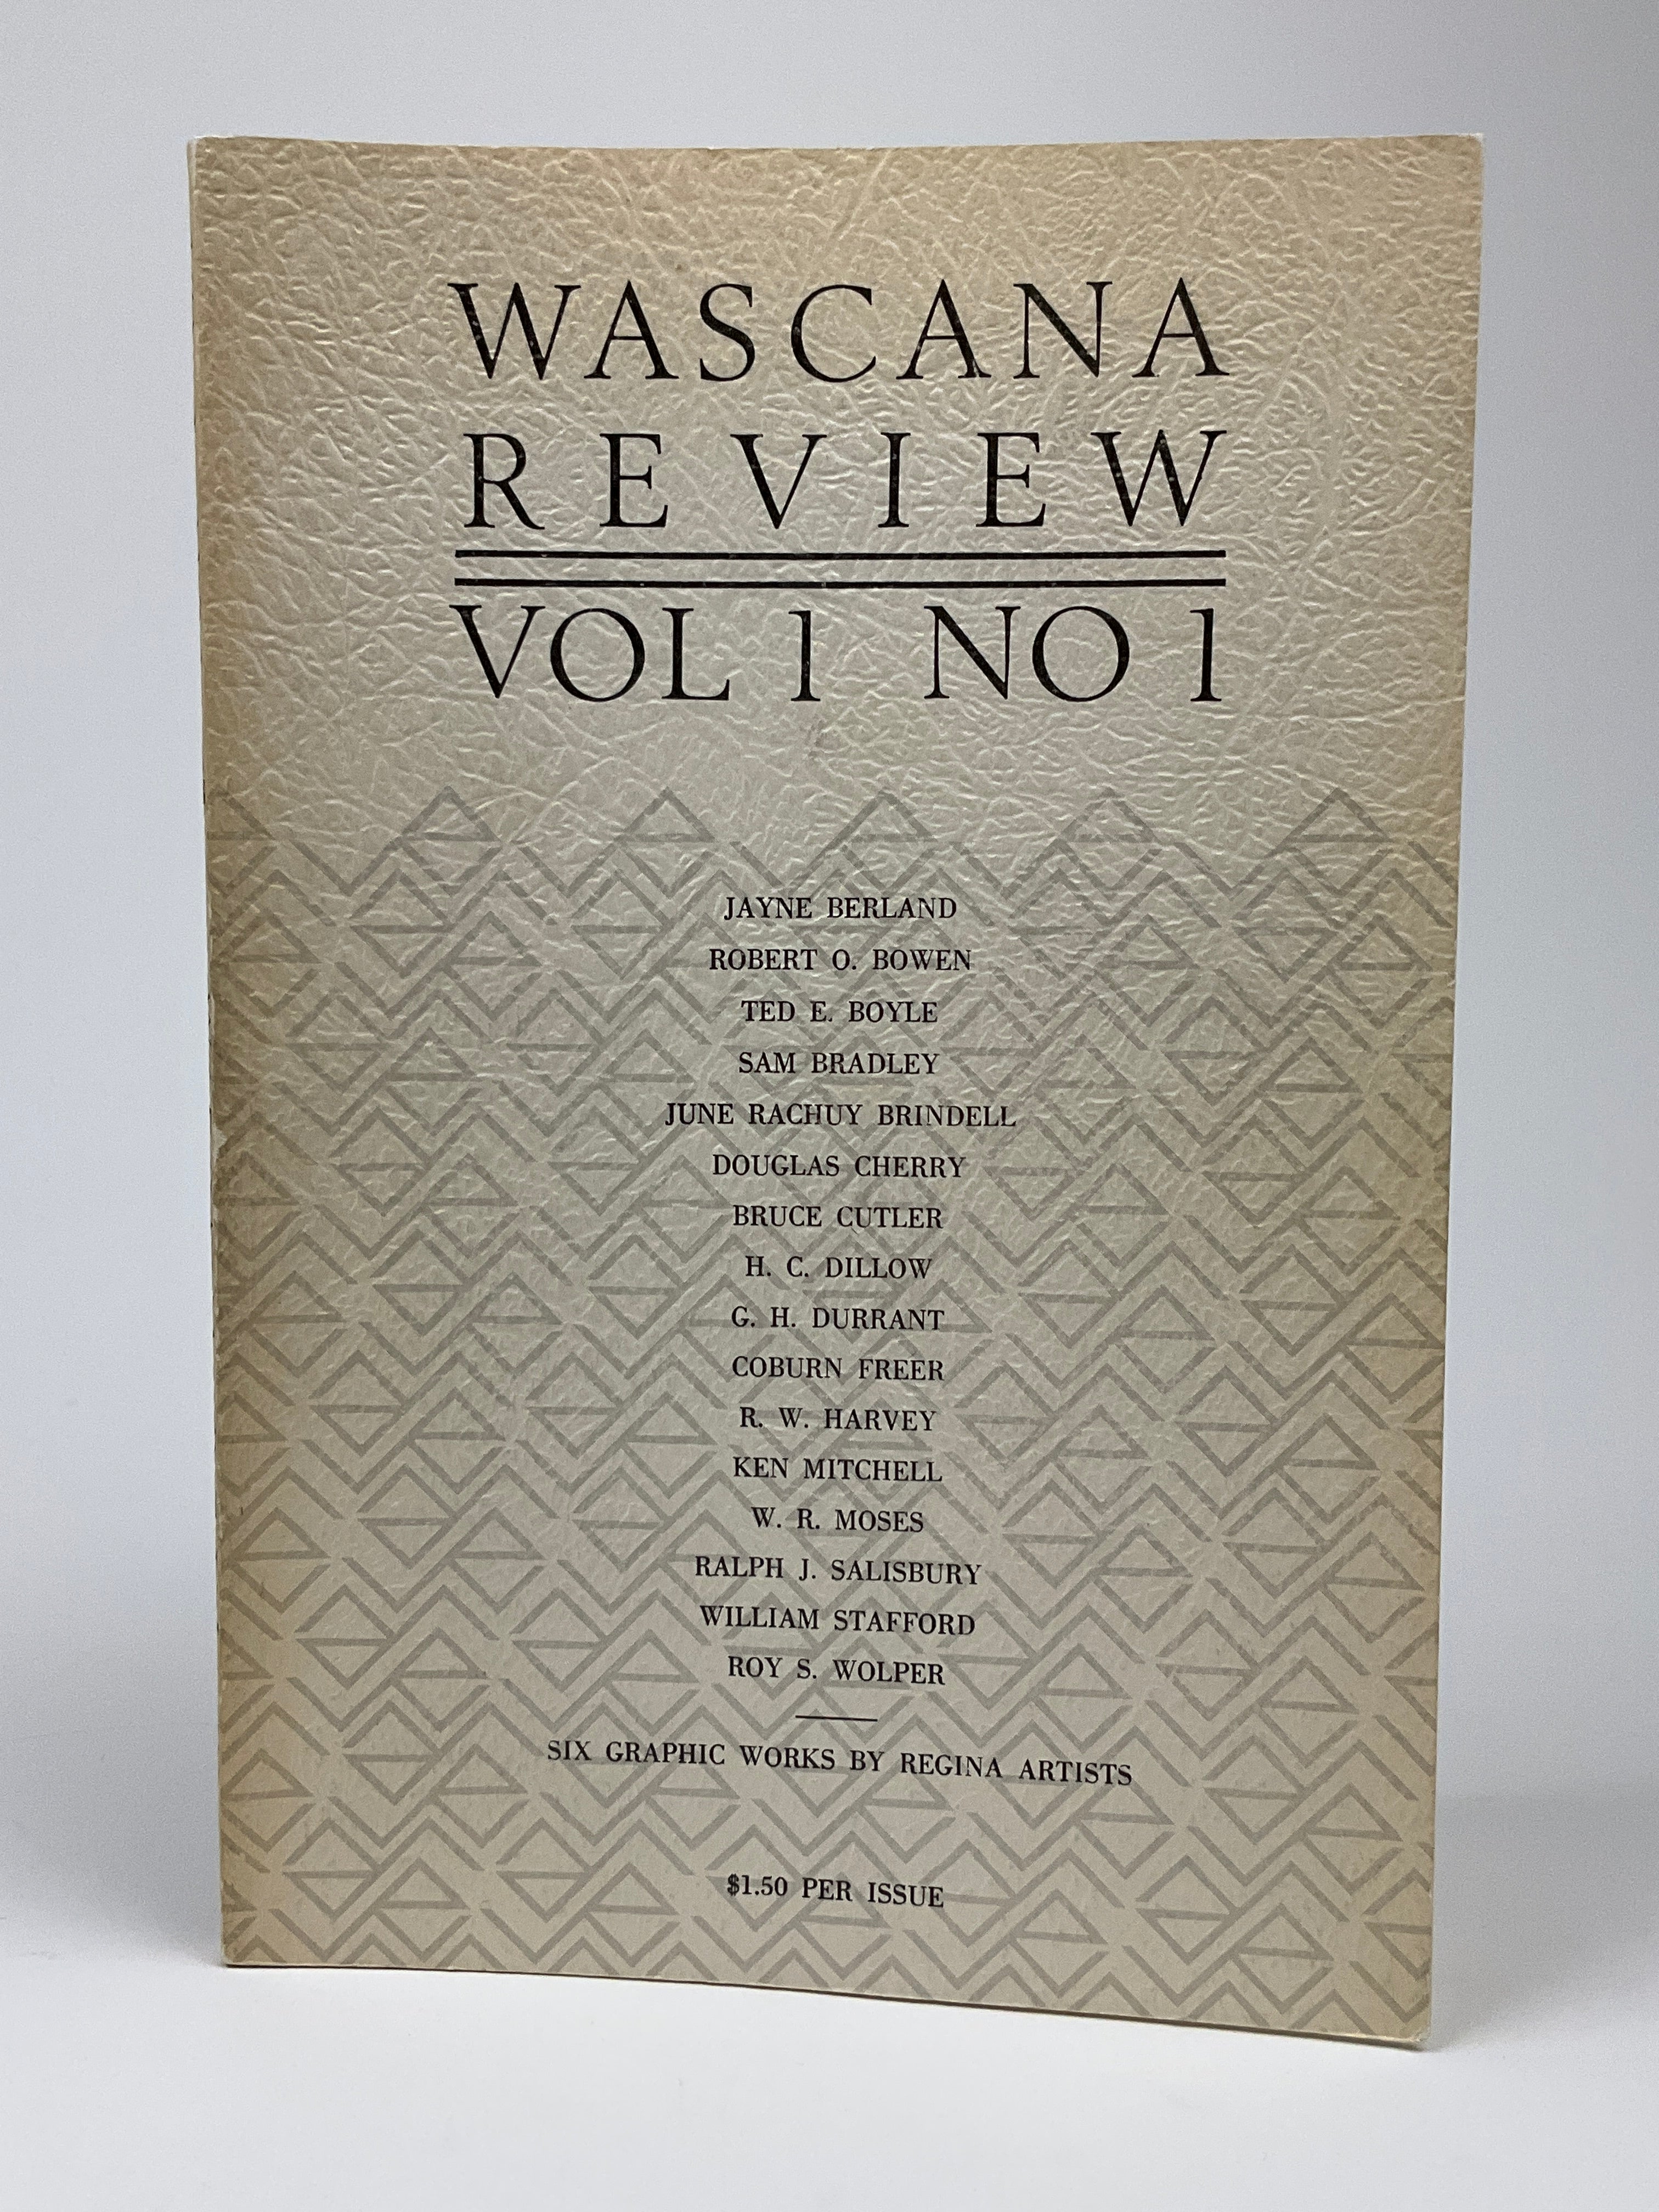 WASCANA
REVIEW
VOL 1 NO 1
JAYNE BERLAND
ROBERT O. BOWEN
TED E. BOYLE
SAM BRADLEY
JUNE RACHUY BRINDELL
DOUGLAS CHERRY
BRUCE CUTLER
H. C. DILLOW
G. H. DURRANT
COBURN FREER
R. W. HARVEY
KEN MITCHELL
W. R. MOSES
RALPH J. SALISBURY
WILLIAM STAFFORD
ROY S. WOLPER
SIX GRAPHIC WORKS BY REGINA ARTISTS
$1.50 PER ISSUE